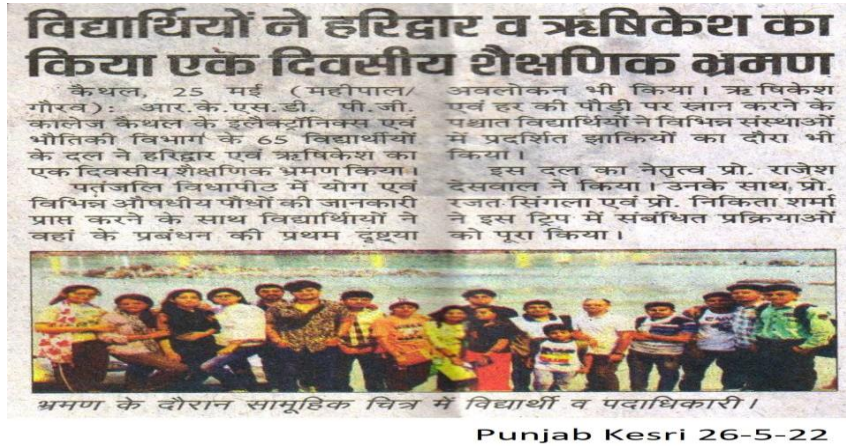 विद्यार्थियों ने हरिद्वार व ऋषिकेश का
किया एक दिवसीय शैक्षणिक भ्रमण
कैथल, 25 मई (महीपाल/
गौरव): आर.के.एस.डी. पी.जी.
कालेज कैथल के इलैक्ट्रॉनिक्स एवं
भौतिकी विभाग के 65 विद्यार्थीयों
के दल ने हरिद्वार एवं ऋषिकेश का
एक दिवसीय शैक्षणिक भ्रमण किया।
पतंजलि विधापीठ में योग एवं
विभिन्न औषधीय पौधों की जानकारी
प्राप्त करने के साथ विद्यार्थीयों ने
वहां के प्रबंधन की प्रथम दृष्टया
अवलोकन भी किया। ऋषिकेश
एवं हर की पौड़ी पर स्नान करने के
पश्चात विद्यार्थियों ने विभिन्न संस्थाओं
में प्रदर्शित झाकियों का दौरा भी
किया।
इस दल का नेतृत्व प्रो. राजेश
देसवाल ने किया। उनके साथ प्रो.
रजत सिंगला एवं प्रो. निकिता शर्मा
ने इस ट्रिप में संबंधित प्रक्रियाओं
को पूरा किया।
भ्रमण के दौरान सामूहिक चित्र में विद्यार्थी व पदाधिकारी।
Punjab Kesri 26-5-22